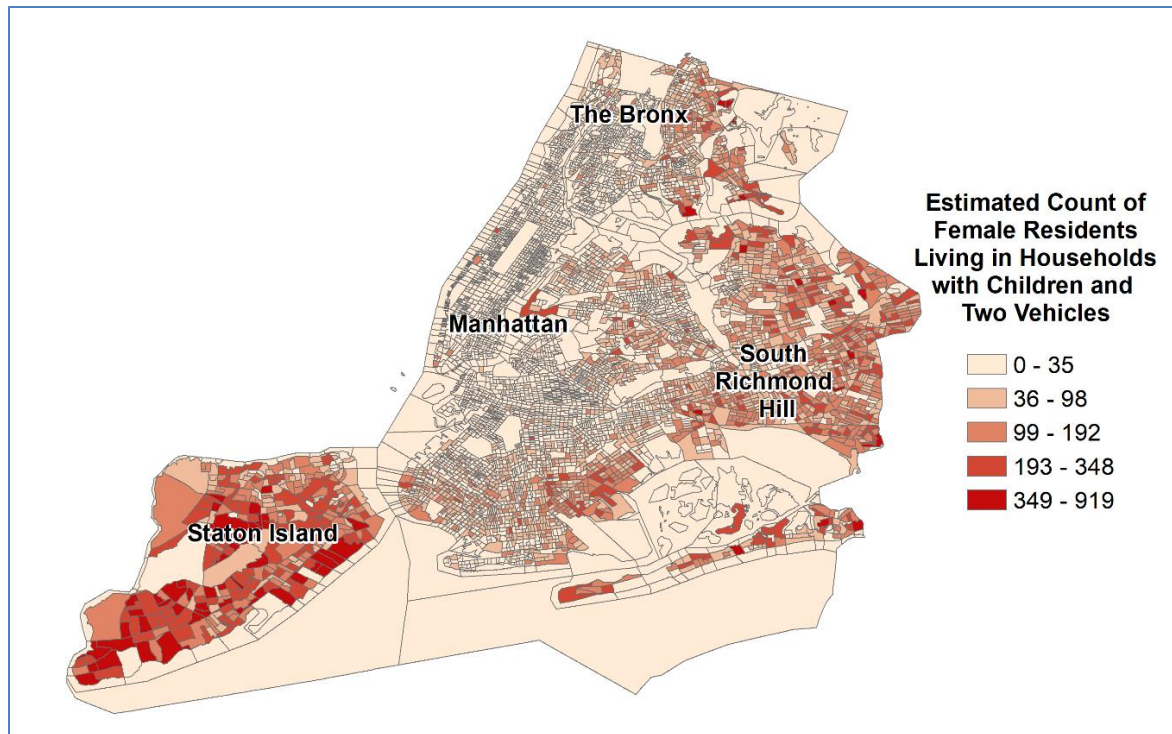 The Bronx
Manhattan
South
Richmond
Hill
Staton Island
Estimated Count of
Female Residents
Living in Households
with Children and
Two Vehicles
0 - 35
36 - 98
99 - 192
193 - 348
349 - 919